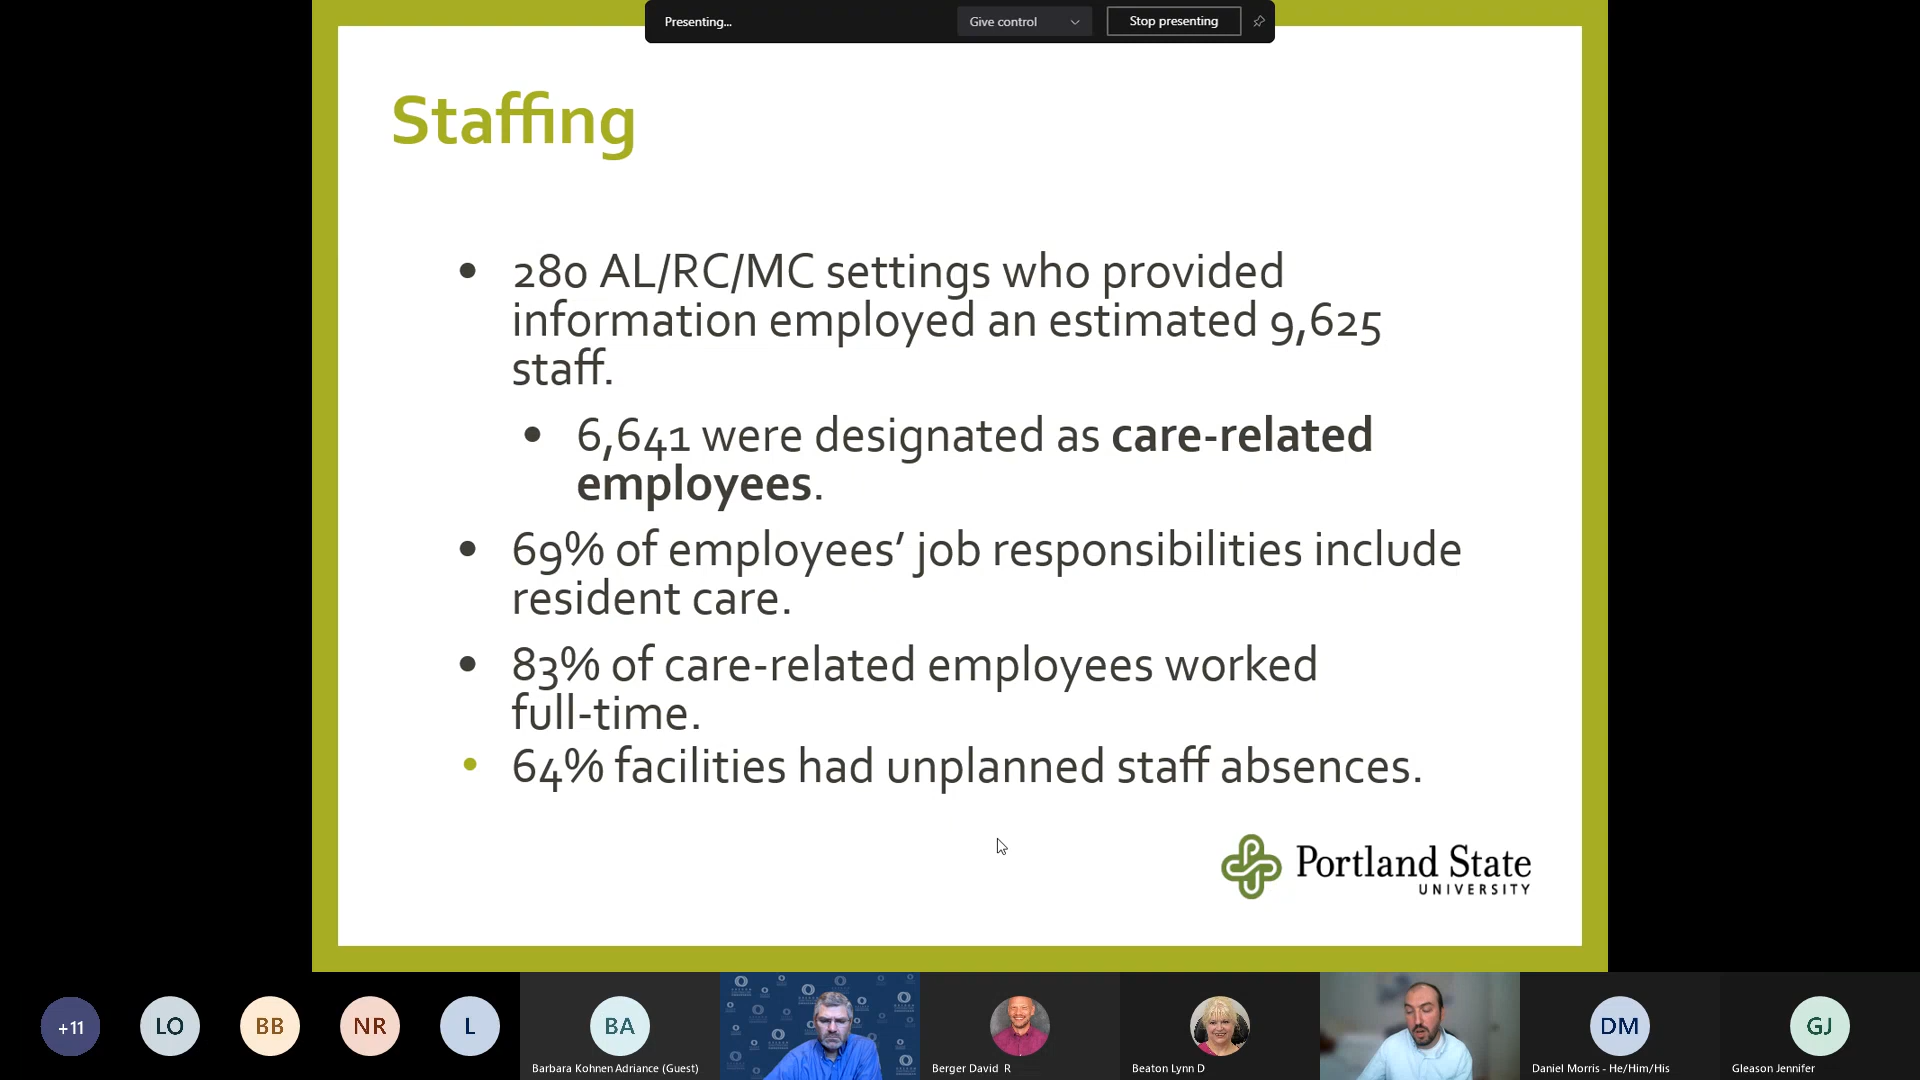 Presenting...
Give control
Stop presenting
Staffing
• 280 AL/RC/MC settings who provided
information employed an estimated 9,625
staff.
• 6,641 were designated as care-related
employees.
• 69% of employees’ job responsibilities include
resident care.
• 83% of care-related employees worked
full-time.
• 64% facilities had unplanned staff absences.
Portland State
UNIVERSITY
+11
LO
BB
NR
L
BA
DM
GJ
Barbara Kohnen Adriance (Guest)
Berger David R
Beaton Lynn D
Daniel Morris - He/Him/His
Gleason Jennifer